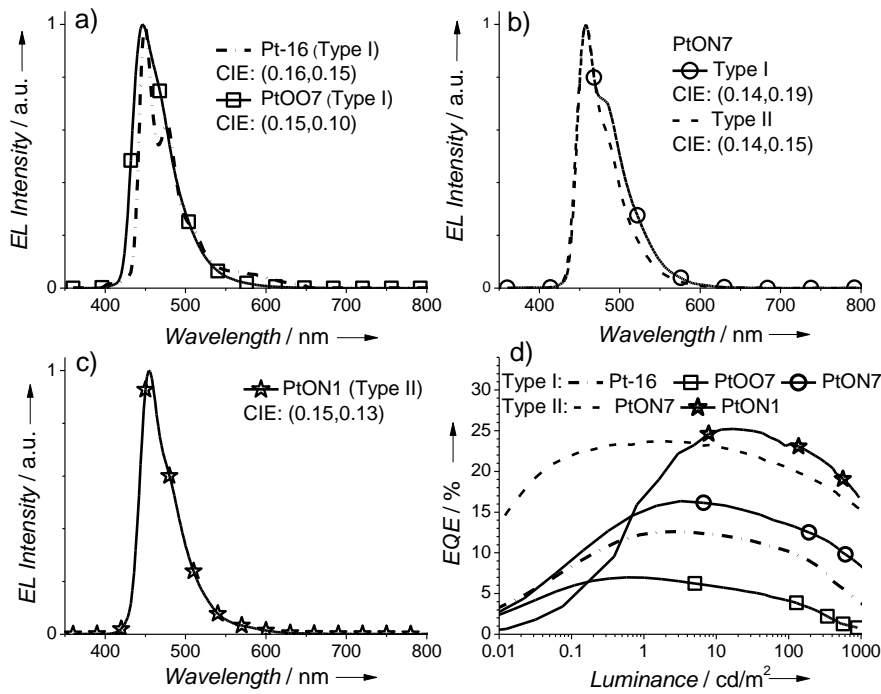 a)
Pt-16 (Type I)
CIE: (0.16,0.15)
PtOO7 (Type I)
CIE: (0.15,0.10)
1
0
EL Intensity / a.u.
400 500 600 700 800
Wavelength / nm
b)
PtON7
Type I
CIE: (0.14,0.19)
Type II
CIE: (0.14,0.15)
1
0
EL Intensity / a.u.
400 500 600 700 800
Wavelength / nm
c)
PtON1 (Type II)
CIE: (0.15,0.13)
1
0
EL Intensity / a.u.
400 500 600 700 800
Wavelength / nm
d)
Type I: Pt-16 PtOO7 PtON7
Type II: PtON7 PtON1
30
25
20
15
10
5
0
EQE / %
0.01 0.1 1 10 100 1000
Luminance / cd/m²